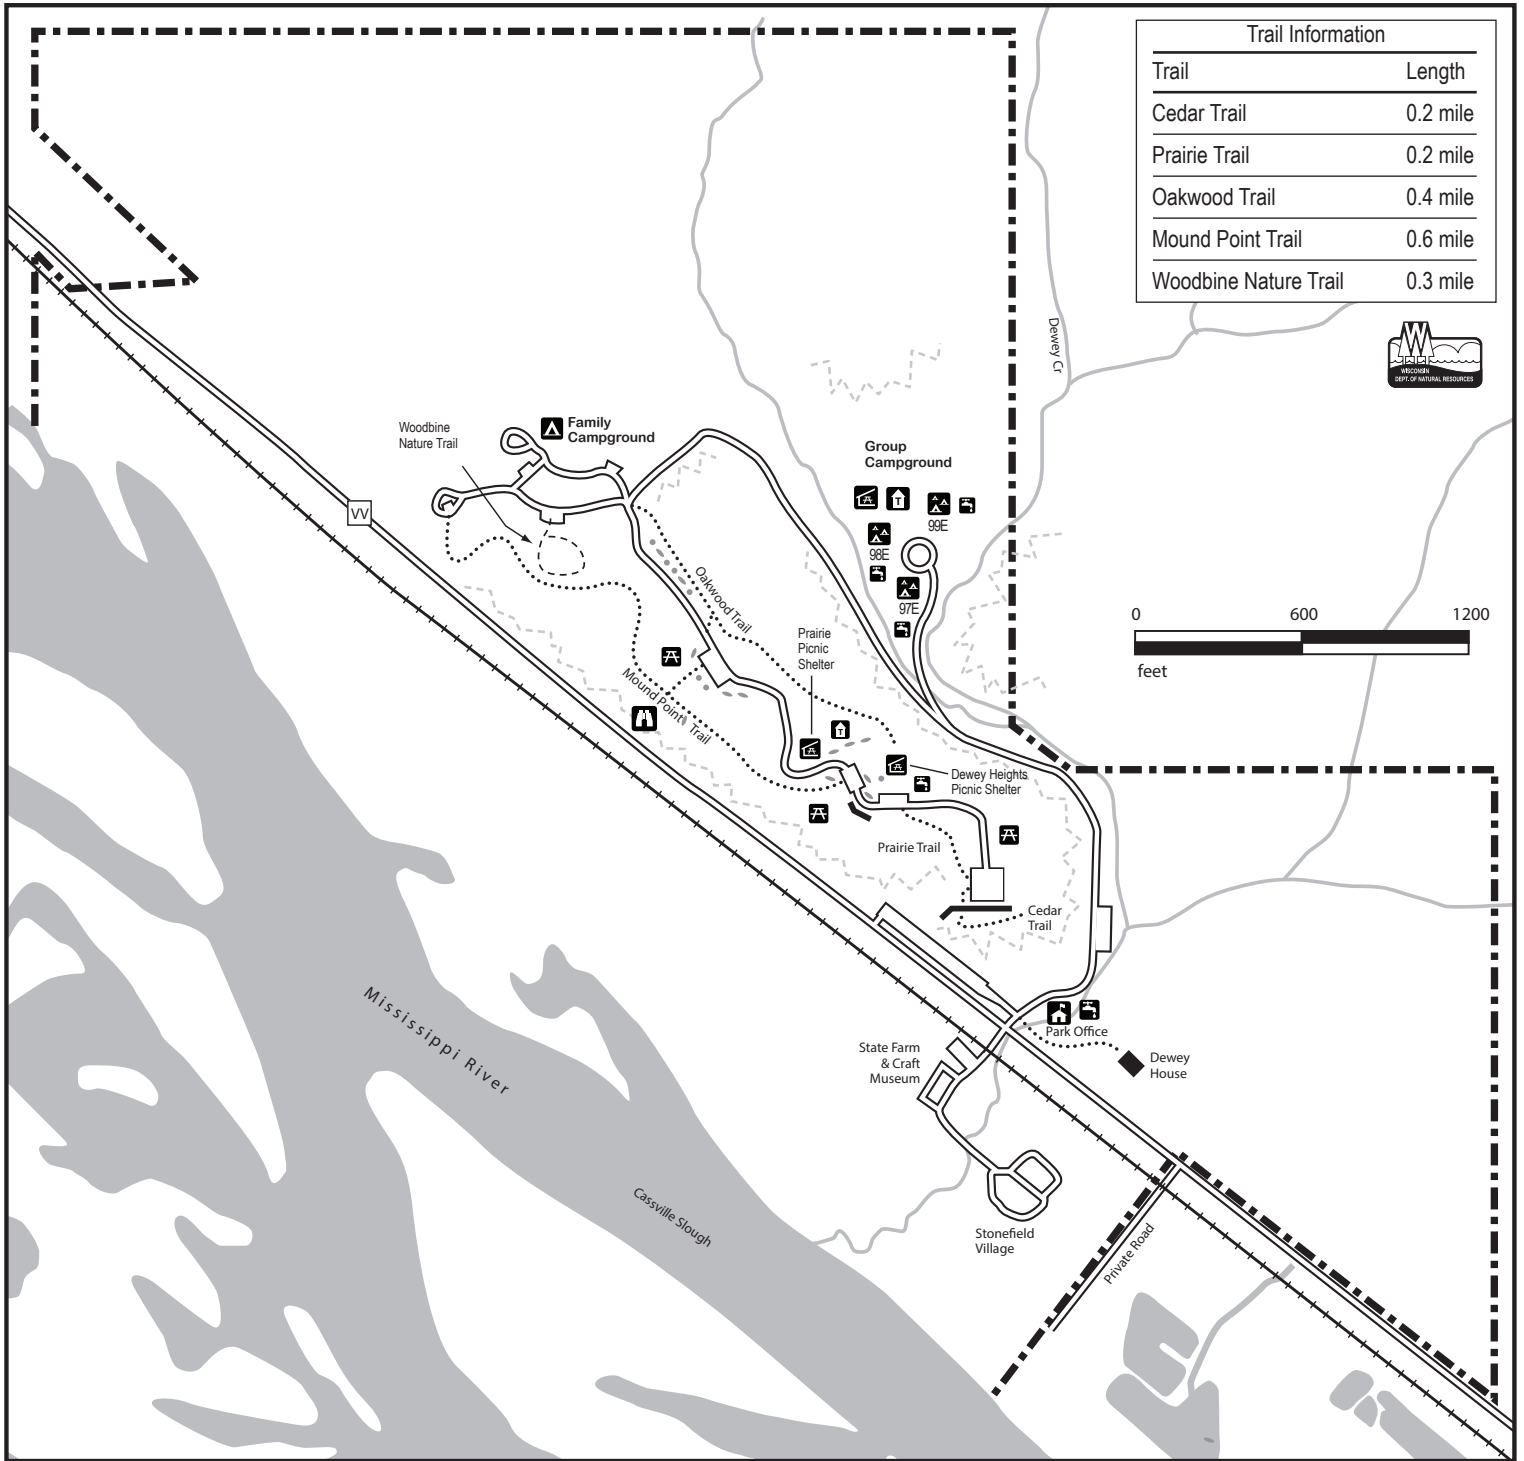 Trail Information
Trail Length
Cedar Trail 0.2 mile
Prairie Trail 0.2 mile
Oakwood Trail 0.4 mile
Mound Point Trail 0.6 mile
Woodbine Nature Trail 0.3 mile
Dewey Cr
WISCONSIN
DEPT. OF NATURAL RESOURCES
Woodbine
Nature Trail
Family
Campground
Group
Campground
VV
T
99E
98E
97E
0 600 1200
feet
Oakwood Trail
Prairie
Picnic
Shelter
Mound Point Trail
T
Dewey Heights
Picnic Shelter
Prairie Trail
Cedar
Trail
Mississippi River
Park Office
State Farm
& Craft
Museum
Dewey
House
Cassville Slough
Stonefield
Village
Private Road